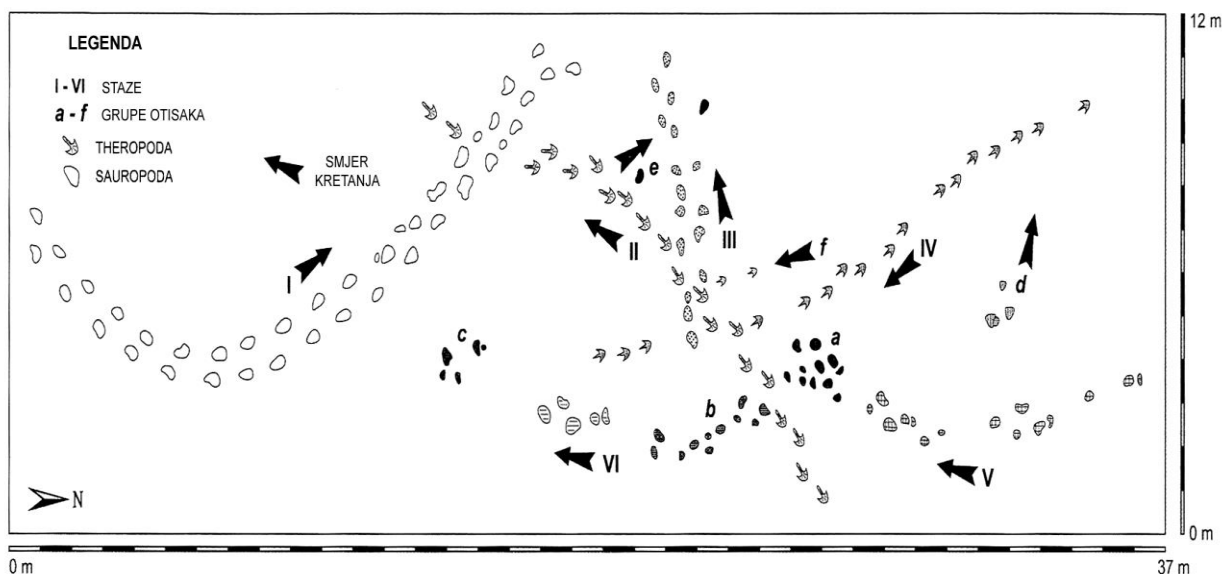 12 m
LEGENDA
I - VI STAZE
a - f GRUPE OTISAKA
THEROPODA
SAUROPODA
SMJER
KRETANJA
e
I
II
III
f
IV
d
c
a
b
VI
V
N
0 m
0 m
37 m